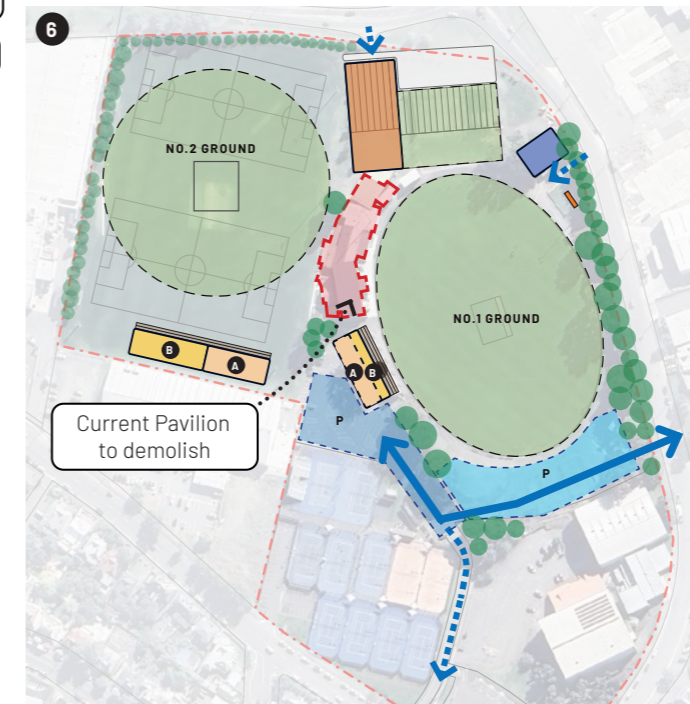 6
NO.2 GROUND
NO.1 GROUND
B
A
A B
Current Pavilion
to demolish
P
P